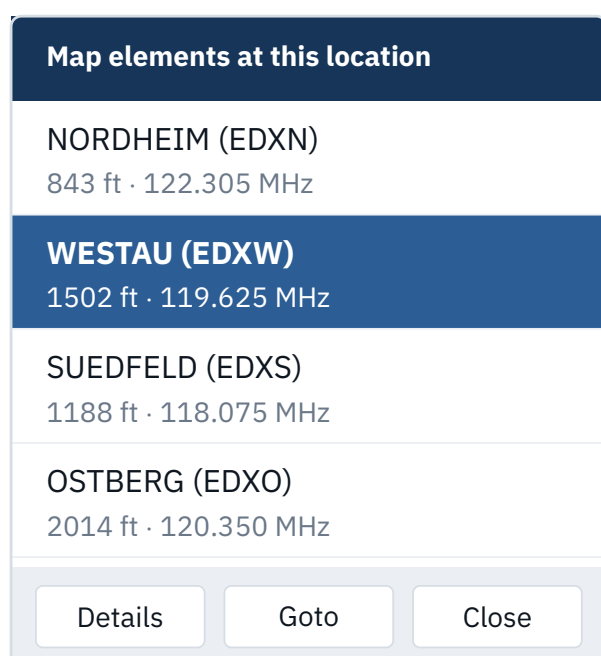 Map elements at this location
NORDHEIM (EDXN)
843 ft · 122.305 MHz
WESTAU (EDXW)
1502 ft · 119.625 MHz
SUEDFELD (EDXS)
1188 ft · 118.075 MHz
OSTBERG (EDXO)
2014 ft · 120.350 MHz
Details Goto Close